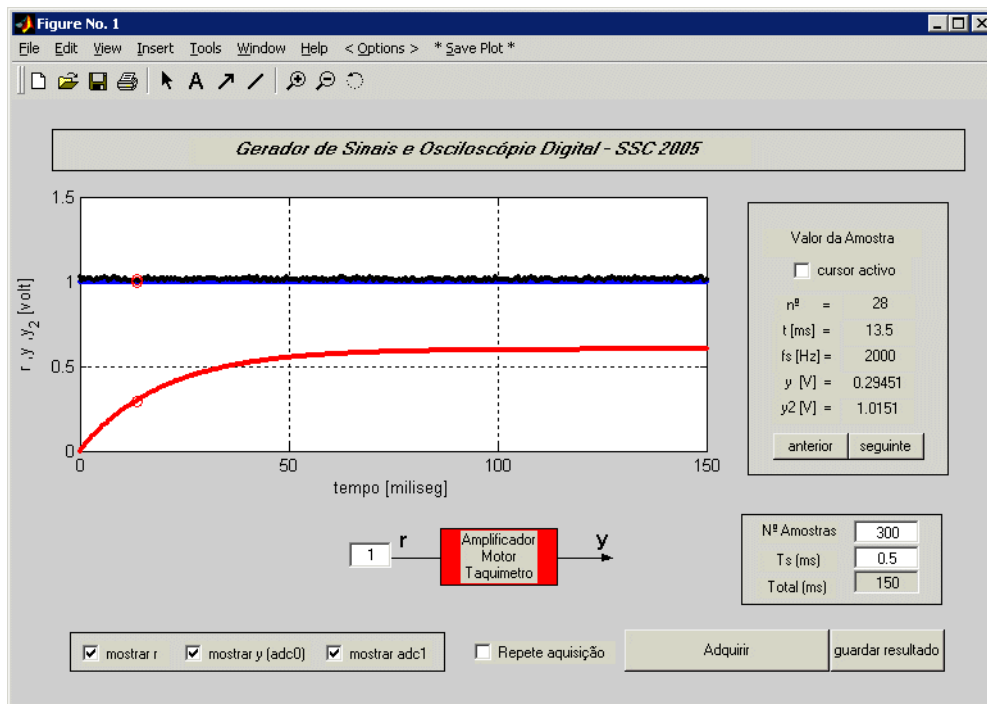 Figure No. 1
File Edit View Insert Tools Window Help < Options > * Save Plot *
A
Gerador de Sinais e Osciloscópio Digital - SSC 2005
1.5
1
0.5
0
0 50 100 150
r ,y ,y2 [volt]
tempo [miliseg]
Valor da Amostra
cursor activo
nº = 28
t [ms] = 13.5
fs [Hz] = 2000
y [V] = 0.29451
y2 [V] = 1.0151
anterior seguinte
1
r
Amplificador
Motor
Taquimetro
y
Nº Amostras 300
Ts (ms) 0.5
Total (ms) 150
mostrar r mostrar y (adc0) mostrar adc1
Repete aquisição
Adquirir
guardar resultado